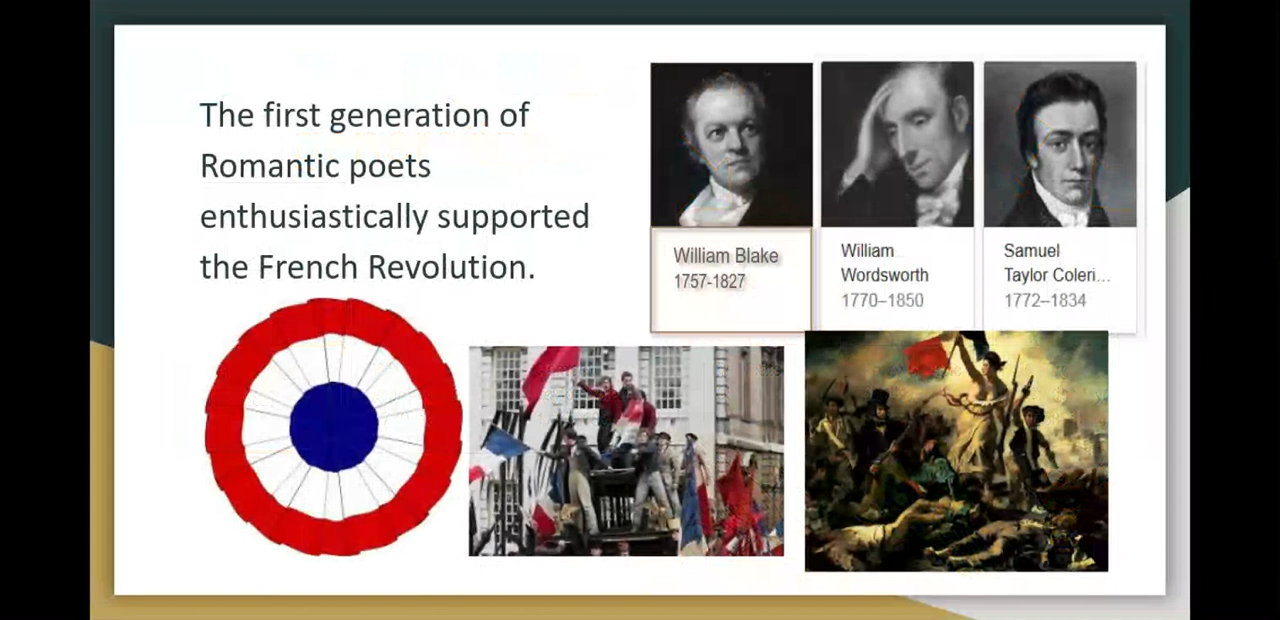 The first generation of
Romantic poets
enthusiastically supported
the French Revolution.
William Blake
1757-1827
William
Wordsworth
1770–1850
Samuel
Taylor Coleri...
1772–1834